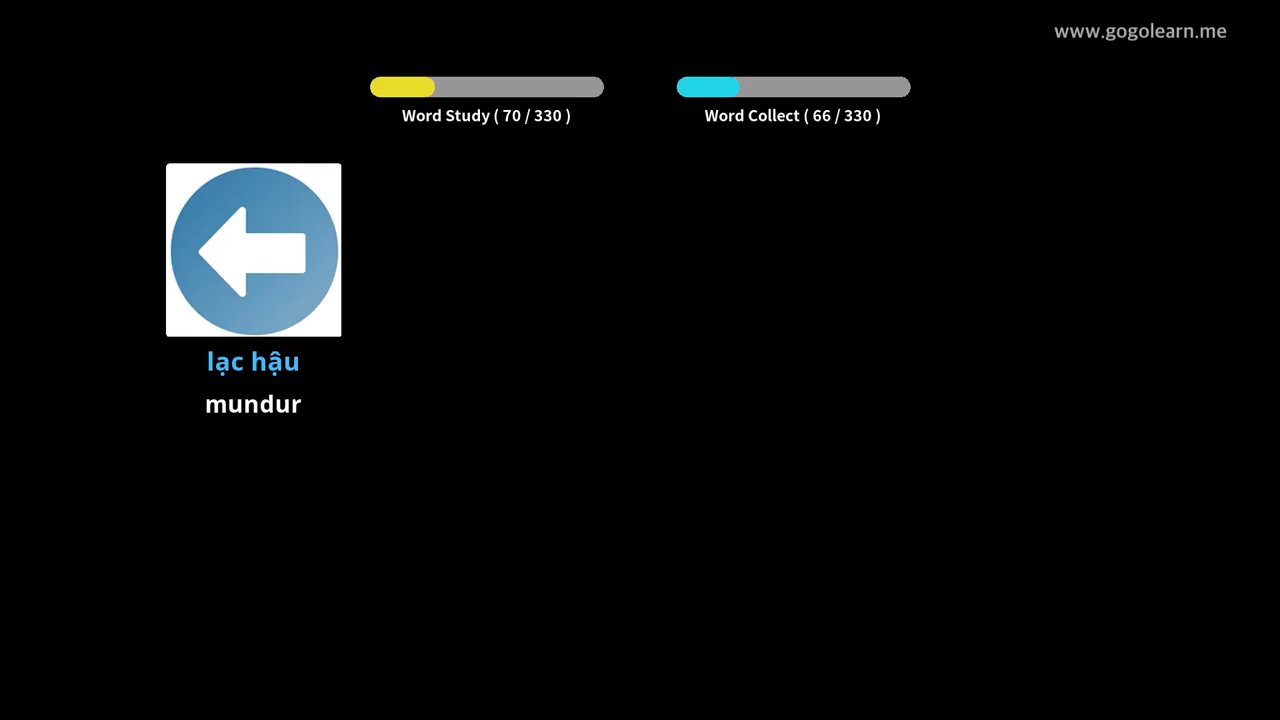 www.gogolearn.me
Word Study ( 70 / 330 )
Word Collect ( 66 / 330 )
lạc hậu
mundur